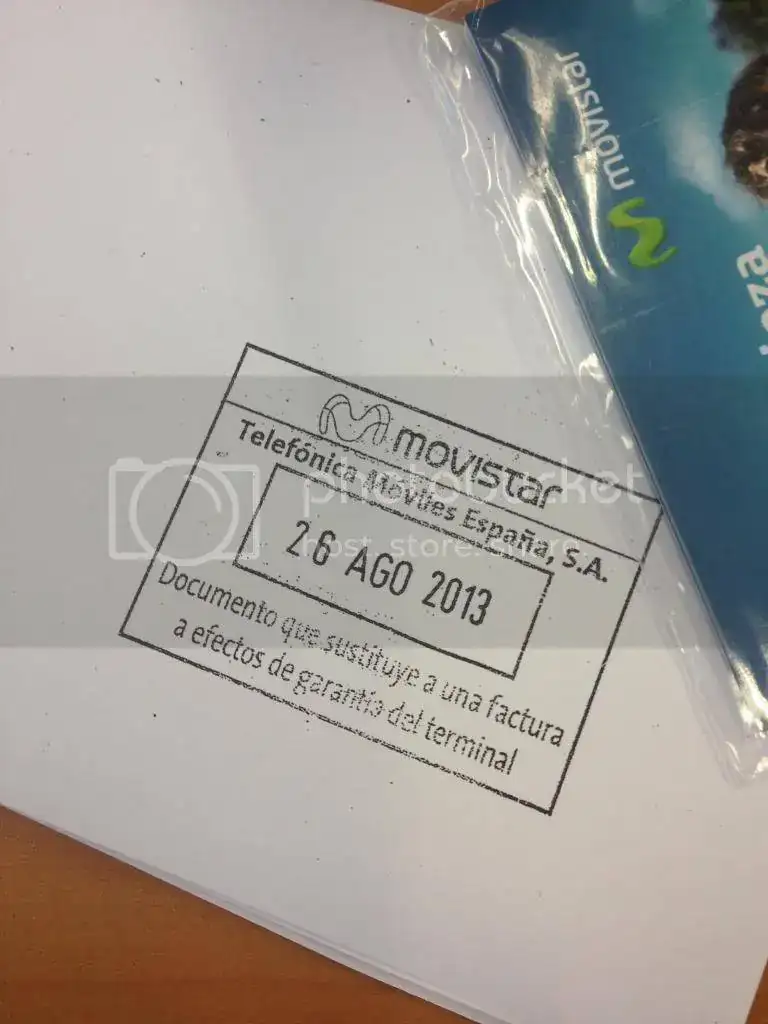 movistar
movistar
Telefónica Móviles España, S.A.
26 AGO 2013
Documento que sustituye a una factura
a efectos de garantía del terminal
photobucket
host. store. share.